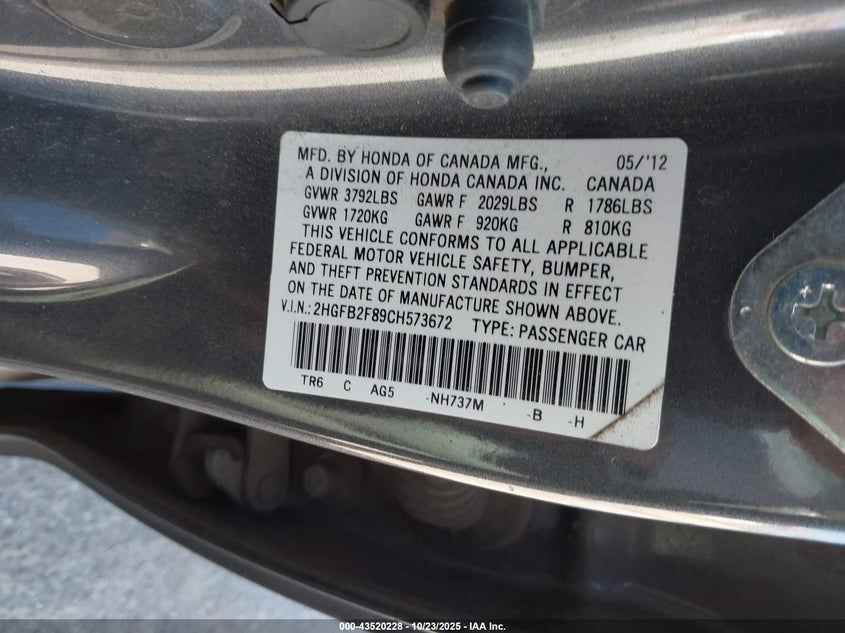 MFD. BY HONDA OF CANADA MFG., 05/'12
A DIVISION OF HONDA CANADA INC. CANADA
GVWR 3792LBS GAWR F 2029LBS R 1786LBS
GVWR 1720KG GAWR F 920KG R 810KG
THIS VEHICLE CONFORMS TO ALL APPLICABLE
FEDERAL MOTOR VEHICLE SAFETY, BUMPER,
AND THEFT PREVENTION STANDARDS IN EFFECT
ON THE DATE OF MANUFACTURE SHOWN ABOVE.
V.I.N.: 2HGFB2F89CH573672 TYPE: PASSENGER CAR
TR6 C AG5 -NH737M -B -H
000-43520228 - 10/23/2025 - IAA Inc.